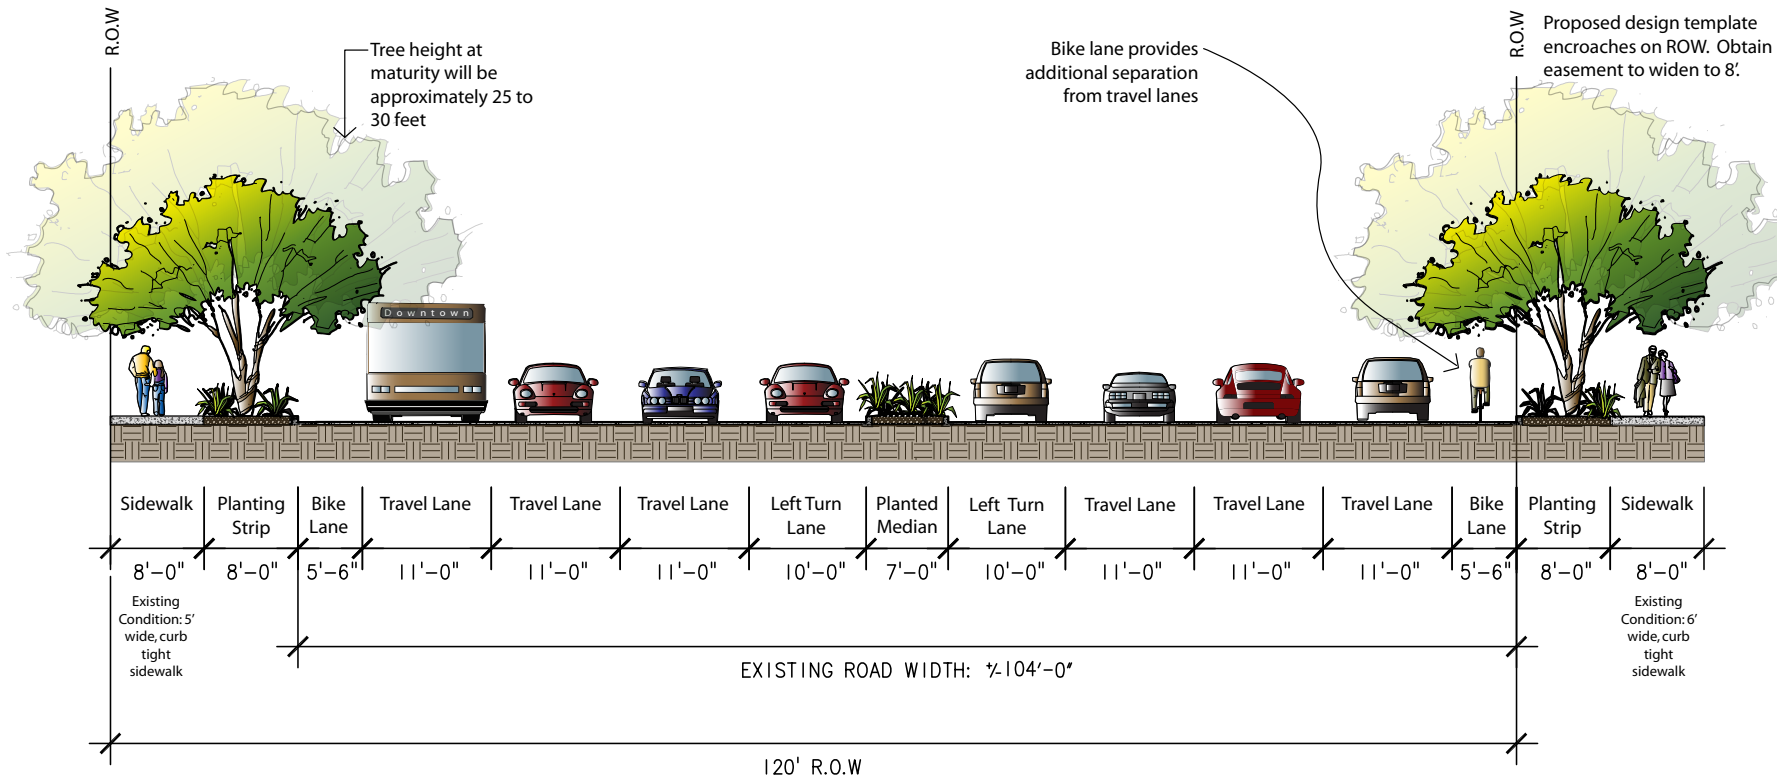 R.O.W
Tree height at
maturity will be
approximately 25 to
30 feet
Bike lane provides
additional separation
from travel lanes
R.O.W
Proposed design template
encroaches on ROW. Obtain
easement to widen to 8'.
Downtown
Sidewalk
Planting
Strip
Bike
Lane
Travel Lane
Travel Lane
Travel Lane
Left Turn
Lane
Planted
Median
Left Turn
Lane
Travel Lane
Travel Lane
Travel Lane
Bike
Lane
Planting
Strip
Sidewalk
8'-0"
8'-0"
5'-6"
11'-0"
11'-0"
11'-0"
10'-0"
7'-0"
10'-0"
11'-0"
11'-0"
11'-0"
5'-6"
8'-0"
8'-0"
Existing
Condition: 5'
wide, curb
tight
sidewalk
Existing
Condition: 6'
wide, curb
tight
sidewalk
EXISTING ROAD WIDTH: +/-104'-0"
120' R.O.W